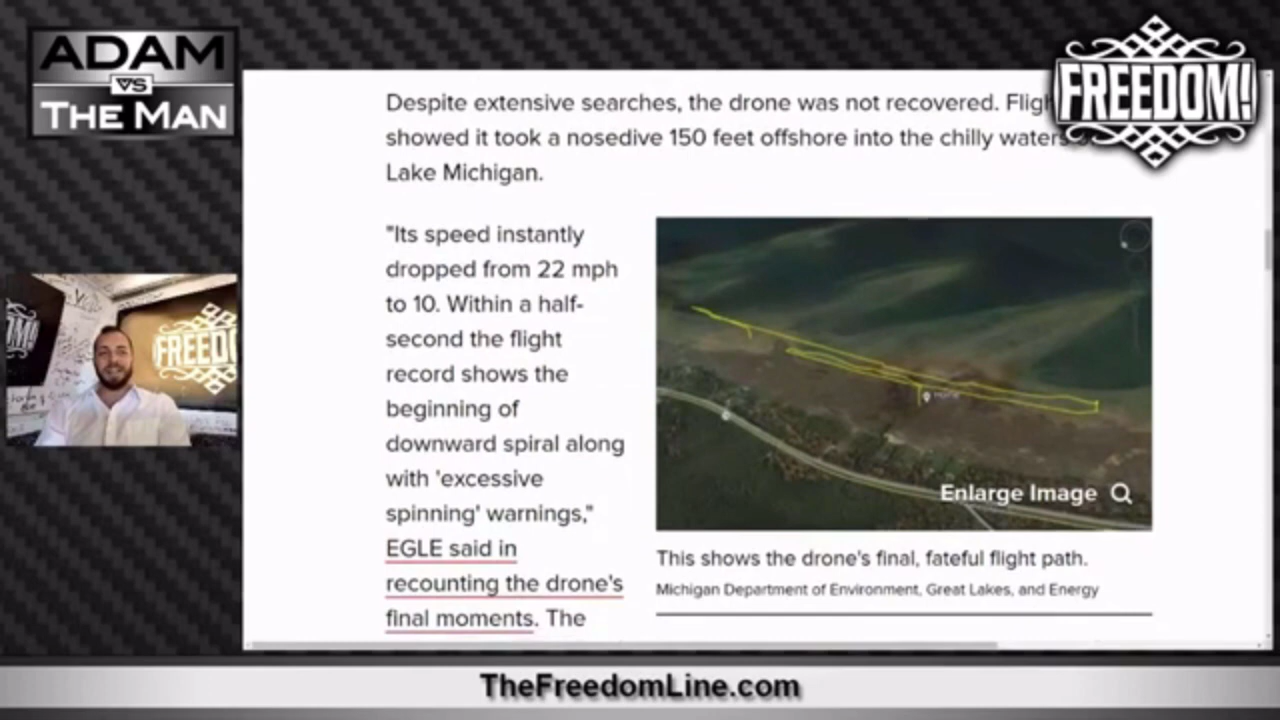 ADAM
VS
THE MAN
FREEDOM!
Despite extensive searches, the drone was not recovered.
showed it took a nosedive 150 feet offshore into the chilly waters
Lake Michigan.
"Its speed instantly
dropped from 22 mph
to 10. Within a half-
second the flight
record shows the
beginning of
downward spiral along
with 'excessive
spinning' warnings,"
EGLE said in
recounting the drone's
final moments. The
Home
Enlarge Image
This shows the drone's final, fateful flight path.
Michigan Department of Environment, Great Lakes, and Energy
TheFreedomLine.com